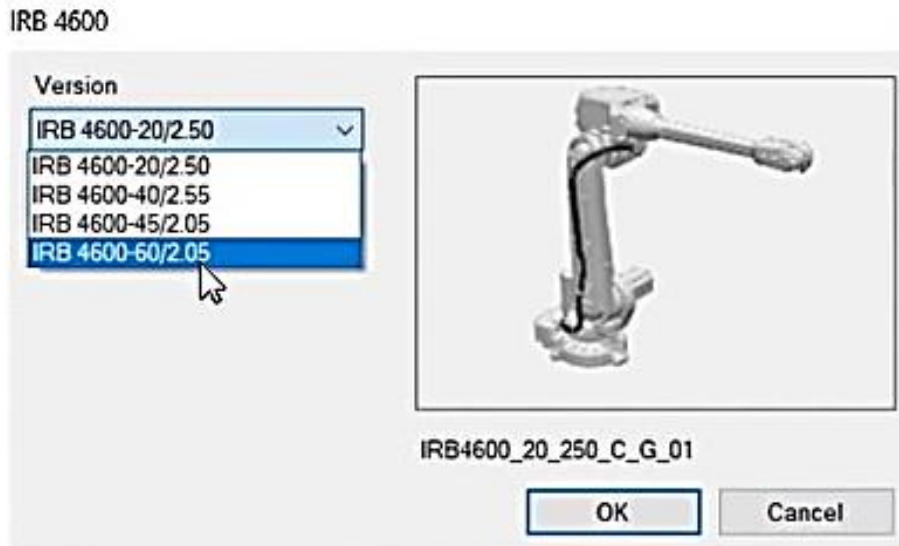 IRB 4600
Version
IRB 4600-20/2.50
IRB 4600-20/2.50
IRB 4600-40/2.55
IRB 4600-45/2.05
IRB 4600-60/2.05
IRB4600_20_250_C_G_01
OK
Cancel